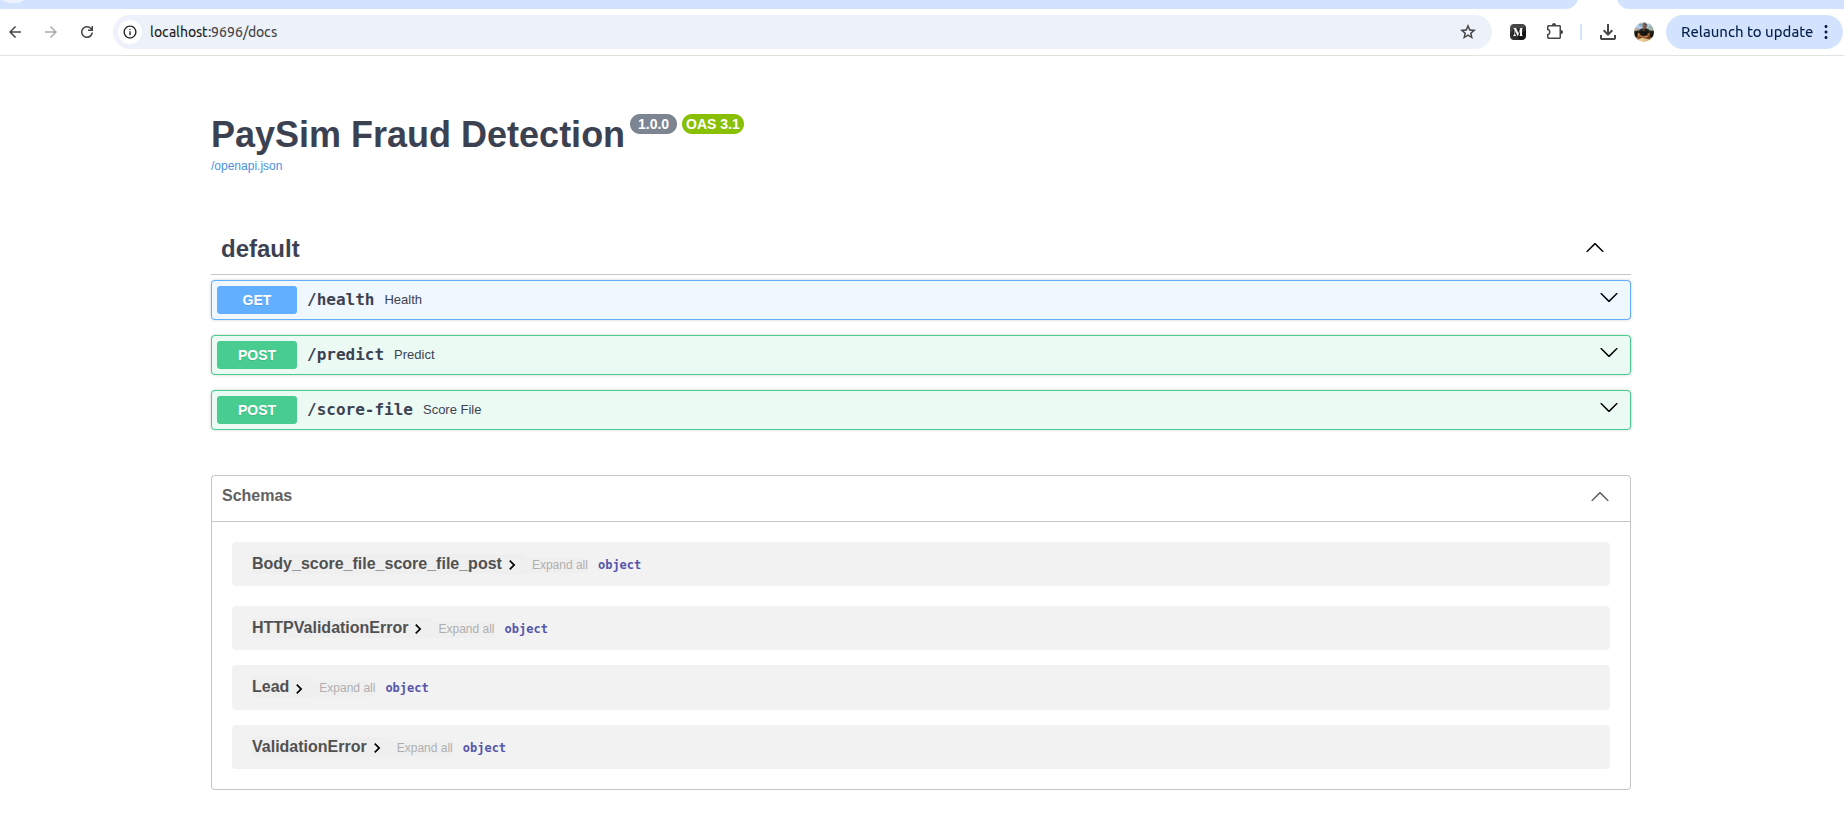 localhost:9696/docs
M
Relaunch to update
PaySim Fraud Detection 1.0.0 OAS 3.1
/openapi.json
default
GET /health Health
POST /predict Predict
POST /score-file Score File
Schemas
Body_score_file_score_file_post Expand all object
HTTPValidationError Expand all object
Lead Expand all object
ValidationError Expand all object